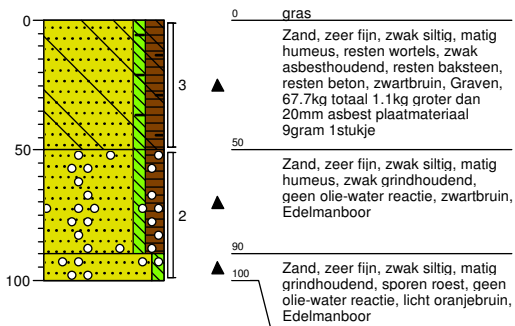 0
50
100
3
2
0 gras
Zand, zeer fijn, zwak siltig, matig
humeus, resten wortels, zwak
asbesthoudend, resten baksteen,
resten beton, zwartbruin, Graven,
67.7kg totaal 1.1kg groter dan
20mm asbest plaatmateriaal
9gram 1stukje
50
Zand, zeer fijn, zwak siltig, matig
humeus, zwak grindhoudend,
geen olie-water reactie, zwartbruin,
Edelmanboor
90
100
Zand, zeer fijn, zwak siltig, matig
grindhoudend, sporen roest, geen
olie-water reactie, licht oranjebruin,
Edelmanboor